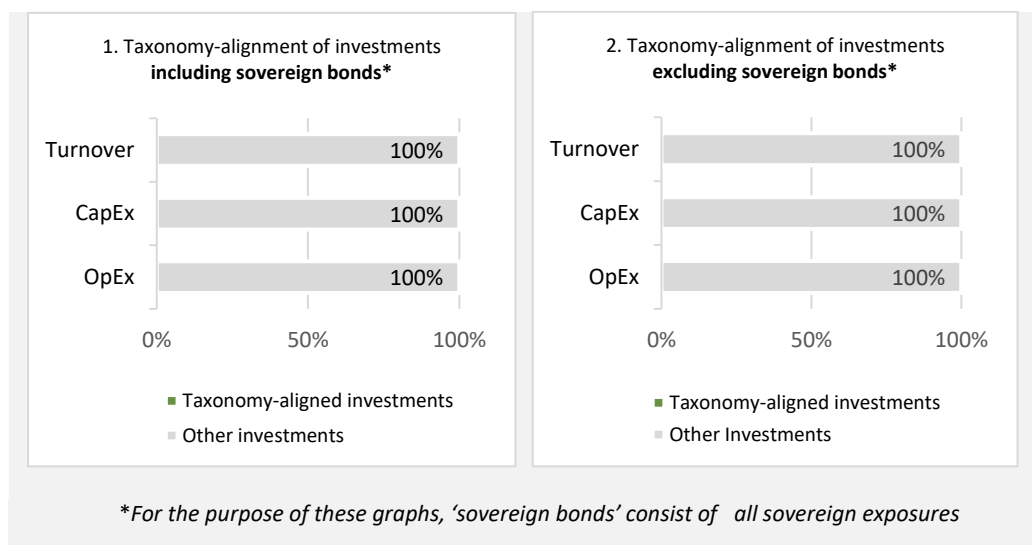 1. Taxonomy-alignment of investments
including sovereign bonds*
Turnover
100%
CapEx
100%
OpEx
100%
0%
50%
100%
Taxonomy-aligned investments
Other investments
2. Taxonomy-alignment of investments
excluding sovereign bonds*
Turnover
100%
CapEx
100%
OpEx
100%
0%
50%
100%
Taxonomy-aligned investments
Other Investments
*For the purpose of these graphs, ‘sovereign bonds’ consist of all sovereign exposures